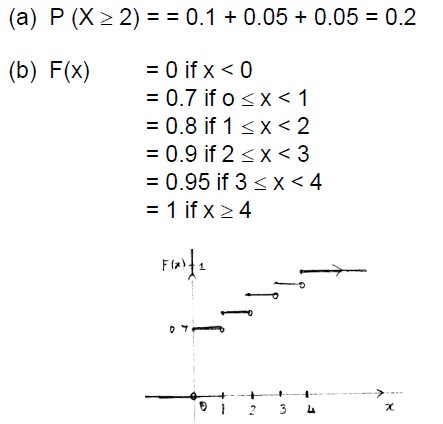 (a) P (X ≥ 2) = = 0.1 + 0.05 + 0.05 = 0.2
(b) F(x) = 0 if x < 0
= 0.7 if o ≤ x < 1
= 0.8 if 1 ≤ x < 2
= 0.9 if 2 ≤ x < 3
= 0.95 if 3 ≤ x < 4
= 1 if x ≥ 4
F(x) 1
0 7
0 1 2 3 4 x